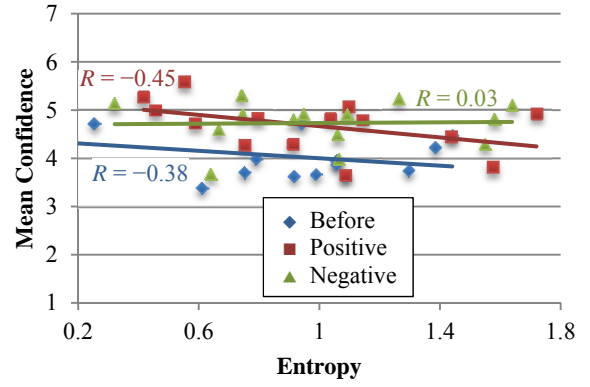 7
6
5
4
3
2
1
Mean Confidence
R = −0.45
R = 0.03
R = −0.38
Before
Positive
Negative
0.2 0.6 1 1.4 1.8
Entropy